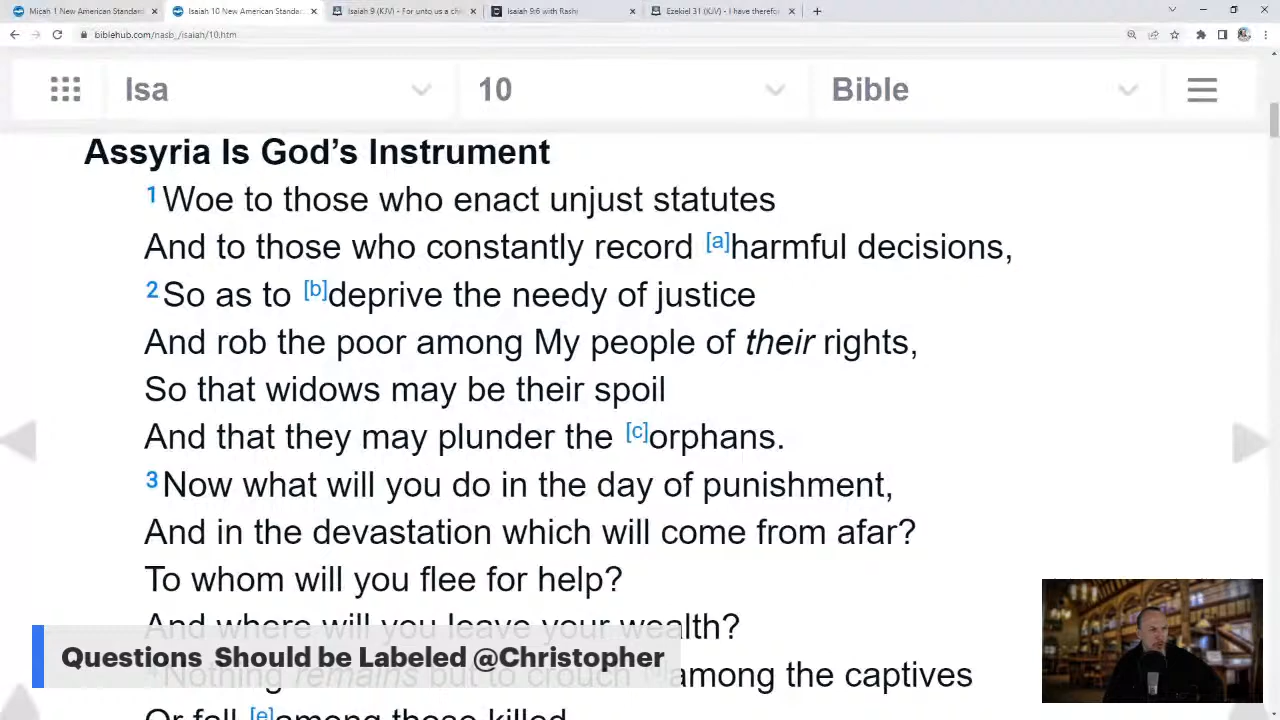 Micah 1 New American Standard
Isaiah 10 New American Standard
Isaiah 9 (KJV) - For unto us a ch
Isaiah 9:6 with Rashi
Ezekiel 31 (KJV) - I have therefo
biblehub.com/nasb_/isaiah/10.htm
Isa 10 Bible
Assyria Is God’s Instrument
1 Woe to those who enact unjust statutes
And to those who constantly record [a]harmful decisions,
2 So as to [b]deprive the needy of justice
And rob the poor among My people of their rights,
So that widows may be their spoil
And that they may plunder the [c]orphans.
3 Now what will you do in the day of punishment,
And in the devastation which will come from afar?
To whom will you flee for help?
And where will you leave your wealth?
Questions Should be Labeled @Christopher
Nothing remains but to crouch among the captives
Or fall [e]among those killed